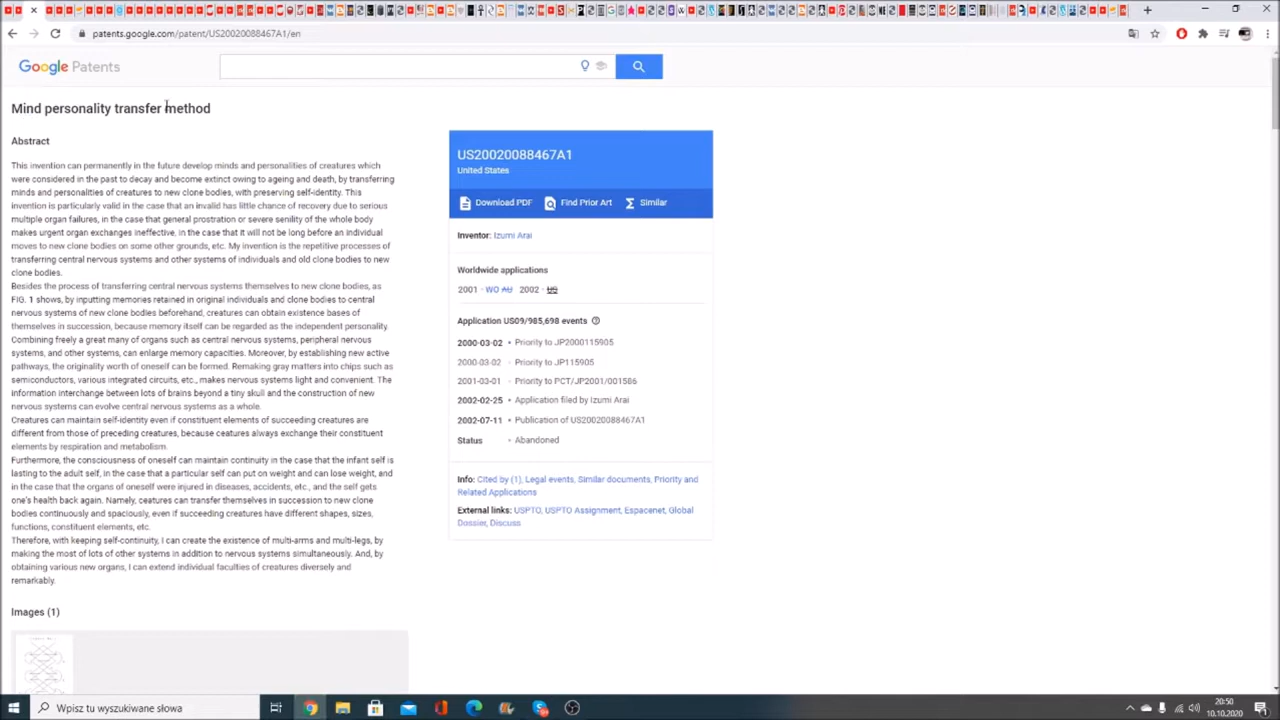 patents.google.com/patent/US20020088467A1/en
Google Patents
Mind personality transfer method
Abstract
This invention can permanently in the future develop minds and personalities of creatures which
were considered in the past to decay and become extinct owing to ageing and death, by transferring
minds and personalities of creatures to new clone bodies, with preserving self-identity. This
invention is particularly valid in the case that an invalid has little chance of recovery due to serious
multiple organ failures, in the case that general prostration or severe senility of the whole body
makes urgent organ exchanges ineffective, in the case that it will not be long before an individual
moves to new clone bodies on some other grounds, etc. My invention is the repetitive processes of
transferring central nervous systems and other systems of individuals and old clone bodies to new
clone bodies.
Besides the process of transferring central nervous systems themselves to new clone bodies, as
FIG. 1 shows, by inputting memories retained in original individuals and clone bodies to central
nervous systems of new clone bodies beforehand, creatures can obtain existence bases of
themselves in succession, because memory itself can be regarded as the independent personality.
Combining freely a great many of organs such as central nervous systems, peripheral nervous
systems, and other systems, can enlarge memory capacities. Moreover, by establishing new active
pathways, the originality worth of oneself can be formed. Remaking gray matters into chips such as
semiconductors, various integrated circuits, etc., makes nervous systems light and convenient. The
information interchange between lots of brains beyond a tiny skull and the construction of new
nervous systems can evolve central nervous systems as a whole.
Creatures can maintain self-identity even if constituent elements of succeeding creatures are
different from those of preceding creatures, because ceatures always exchange their constituent
elements by respiration and metabolism.
Furthermore, the consciousness of oneself can maintain continuity in the case that the infant self is
lasting to the adult self, in the case that a particular self can put on weight and can lose weight, and
in the case that the organs of oneself were injured in diseases, accidents, etc., and the self gets
one's health back again. Namely, ceatures can transfer themselves in succession to new clone
bodies continuously and spaciously, even if succeeding creatures have different shapes, sizes,
functions, constituent elements, etc.
Therefore, with keeping self-continuity, I can create the existence of multi-arms and multi-legs, by
making the most of lots of other systems in addition to nervous systems simultaneously. And, by
obtaining various new organs, I can extend individual faculties of creatures diversely and
remarkably.
Images (1)
US20020088467A1
United States
Download PDF Find Prior Art Similar
Inventor: Izumi Arai
Worldwide applications
2001 · WO AU 2002 · US
Application US09/985,698 events
2000-03-02 • Priority to JP2000115905
2000-03-02 • Priority to JP115905
2001-03-01 • Priority to PCT/JP2001/001586
2002-02-25 • Application filed by Izumi Arai
2002-07-11 • Publication of US20020088467A1
Status • Abandoned
Info: Cited by (1), Legal events, Similar documents, Priority and
Related Applications
External links: USPTO, USPTO Assignment, Espacenet, Global
Dossier, Discuss
Wpisz tu wyszukiwane słowa
20:50
10.10.2020